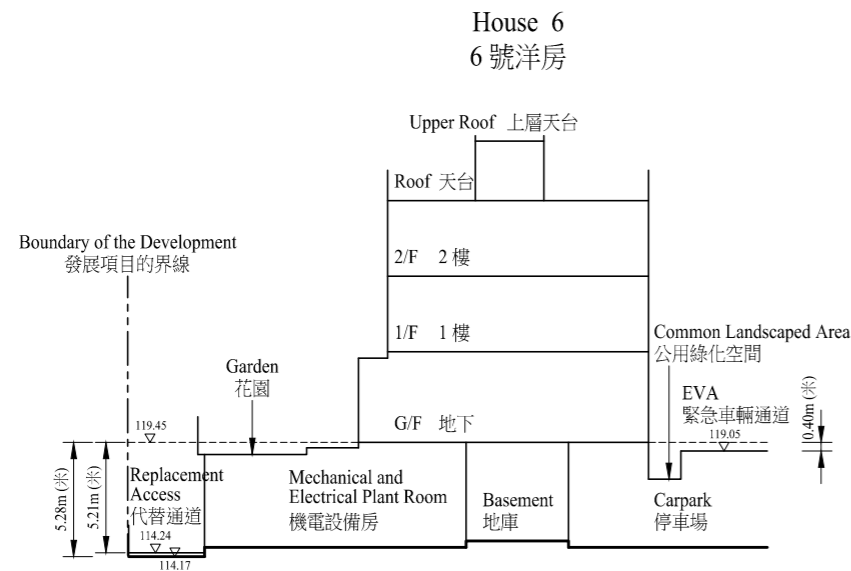 House 6
6 號洋房
Upper Roof 上層天台
Roof 天台
Boundary of the Development
發展項目的界線
2/F 2 樓
1/F 1 樓
Common Landscaped Area
公用綠化空間
Garden
花園
EVA
緊急車輛通道
G/F 地下
119.45
119.05
0.40m (米)
Replacement
Access
代替通道
Mechanical and
Electrical Plant Room
機電設備房
Basement
地庫
Carpark
停車場
5.28m (米)
5.21m (米)
114.24
114.17